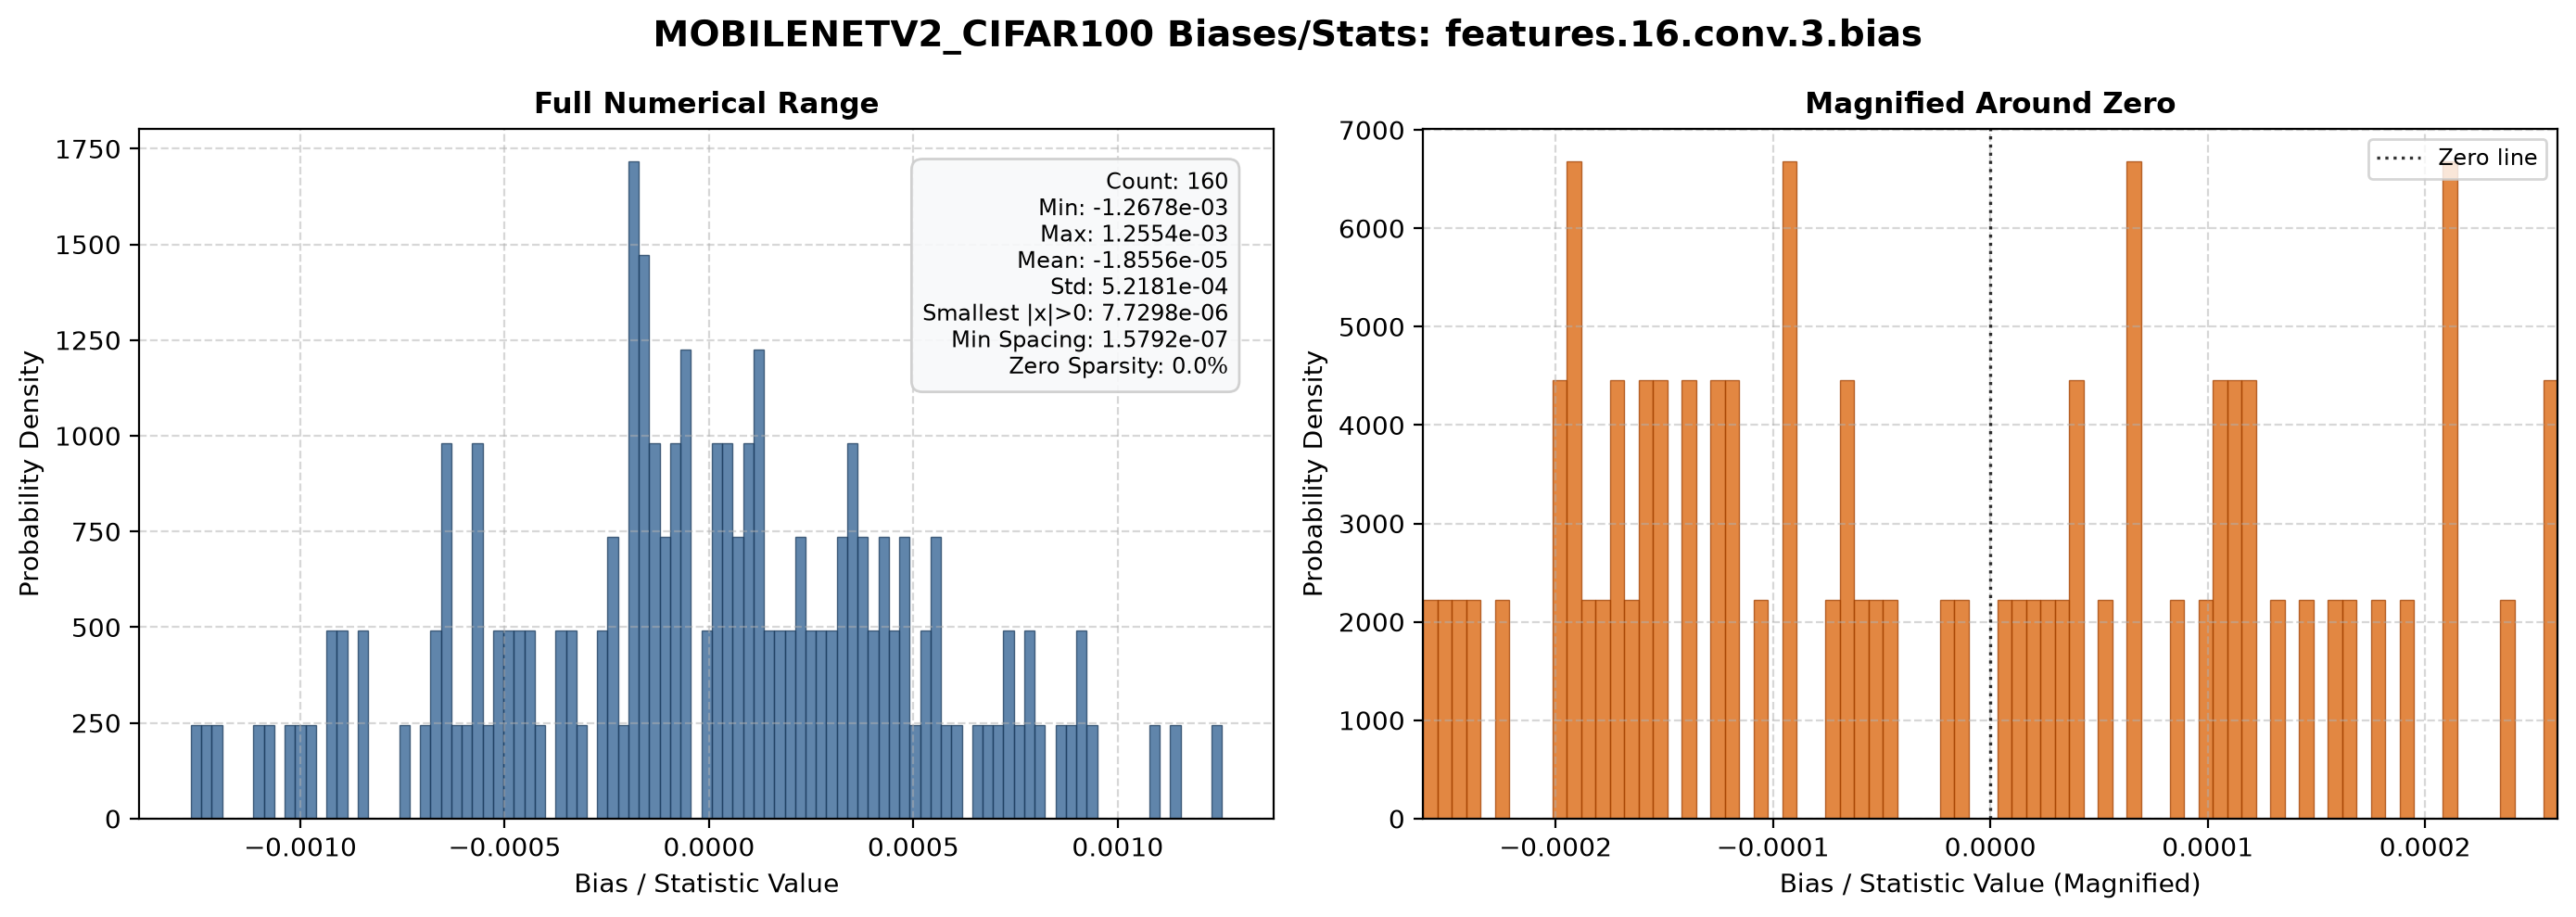 MOBILENETV2_CIFAR100 Biases/Stats: features.16.conv.3.bias
Full Numerical Range
1750
1500
1250
1000
750
500
250
0
Probability Density
Count: 160
Min: -1.2678e-03
Max: 1.2554e-03
Mean: -1.8556e-05
Std: 5.2181e-04
Smallest |x|>0: 7.7298e-06
Min Spacing: 1.5792e-07
Zero Sparsity: 0.0%
−0.0010 −0.0005 0.0000 0.0005 0.0010
Bias / Statistic Value
Magnified Around Zero
7000
6000
5000
4000
3000
2000
1000
0
Probability Density
Zero line
−0.0002 −0.0001 0.0000 0.0001 0.0002
Bias / Statistic Value (Magnified)